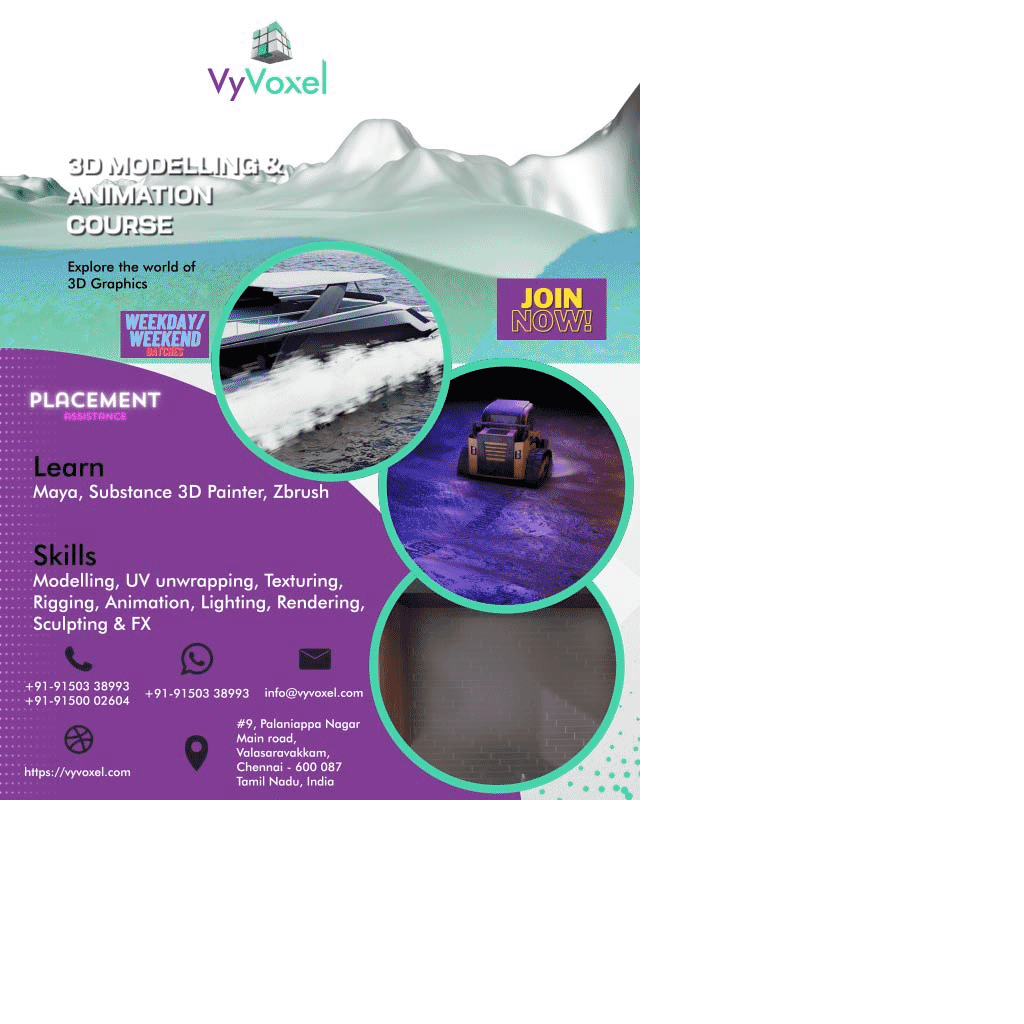 VyVoxel
3D MODELLING &
ANIMATION
COURSE
Explore the world of
3D Graphics
WEEKDAY/
WEEKEND
BATCHES
JOIN
NOW!
PLACEMENT
ASSISTANCE
Learn
Maya, Substance 3D Painter, Zbrush
Skills
Modelling, UV unwrapping, Texturing,
Rigging, Animation, Lighting, Rendering,
Sculpting & FX
+91-91503 38993
+91-91500 02604
+91-91503 38993
info@vyvoxel.com
https://vyvoxel.com
#9, Palaniappa Nagar
Main road,
Valasaravakkam,
Chennai - 600 087
Tamil Nadu, India